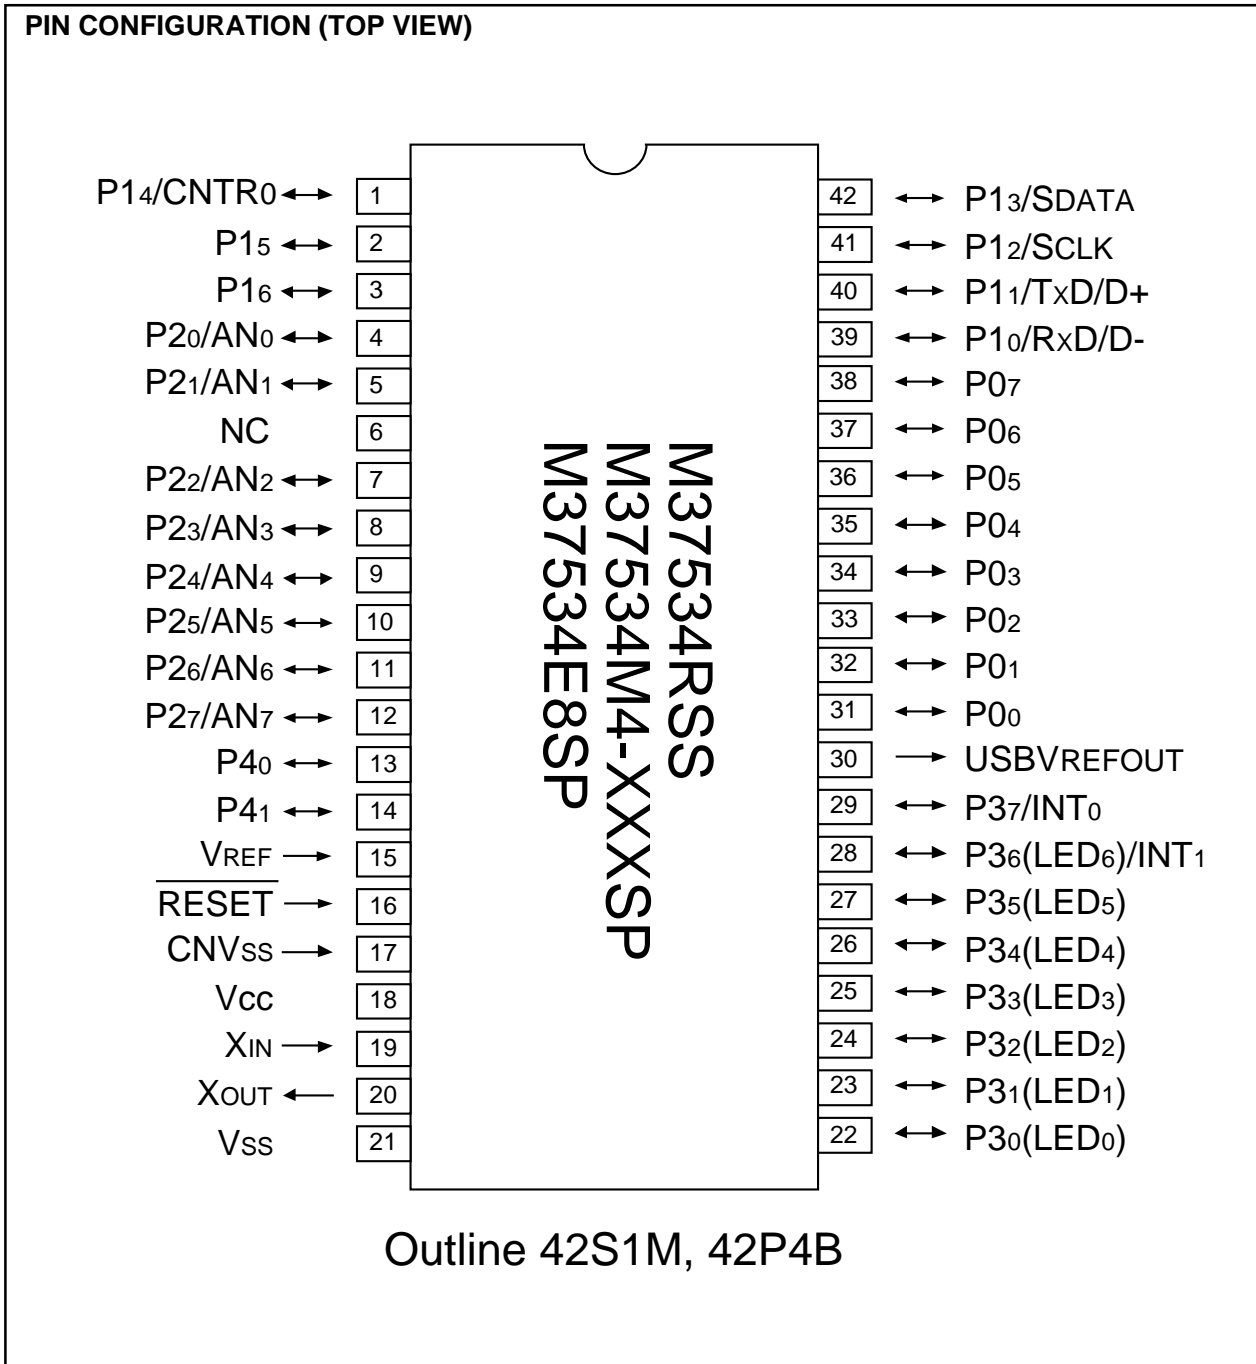 PIN CONFIGURATION (TOP VIEW)
P14/CNTR0 1
P15 2
P16 3
P20/AN0 4
P21/AN1 5
NC 6
P22/AN2 7
P23/AN3 8
P24/AN4 9
P25/AN5 10
P26/AN6 11
P27/AN7 12
P40 13
P41 14
VREF 15
RESET 16
CNVSS 17
VCC 18
XIN 19
XOUT 20
VSS 21
M37534RSS
M37534M4-XXXSP
M37534E8SP
42 P13/SDATA
41 P12/SCLK
40 P11/TXD/D+
39 P10/RXD/D-
38 P07
37 P06
36 P05
35 P04
34 P03
33 P02
32 P01
31 P00
30 USBVREFOUT
29 P37/INT0
28 P36(LED6)/INT1
27 P35(LED5)
26 P34(LED4)
25 P33(LED3)
24 P32(LED2)
23 P31(LED1)
22 P30(LED0)
Outline 42S1M, 42P4B